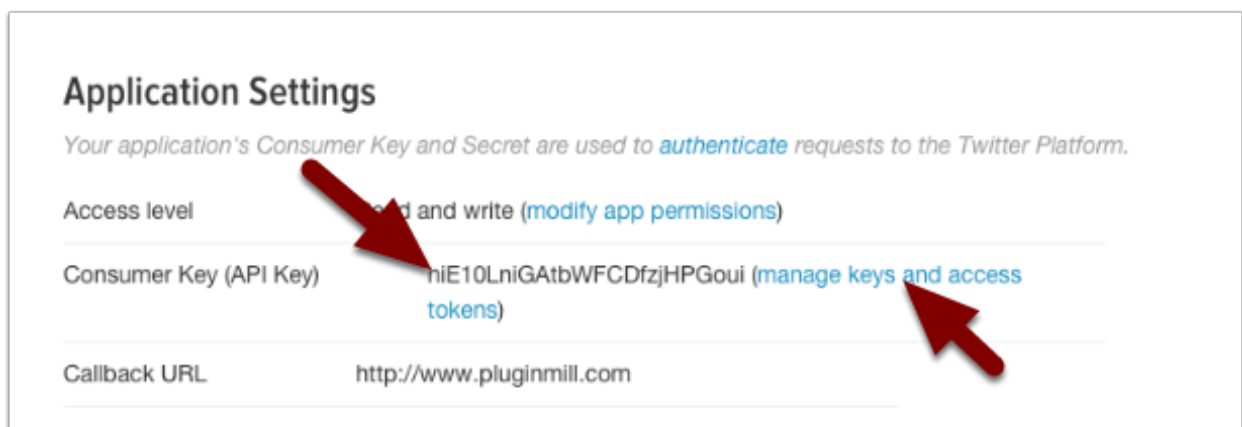 Application Settings
Your application's Consumer Key and Secret are used to authenticate requests to the Twitter Platform.
Access level and write (modify app permissions)
Consumer Key (API Key) (manage keys and access
tokens)
Callback URL http://www.pluginmill.com